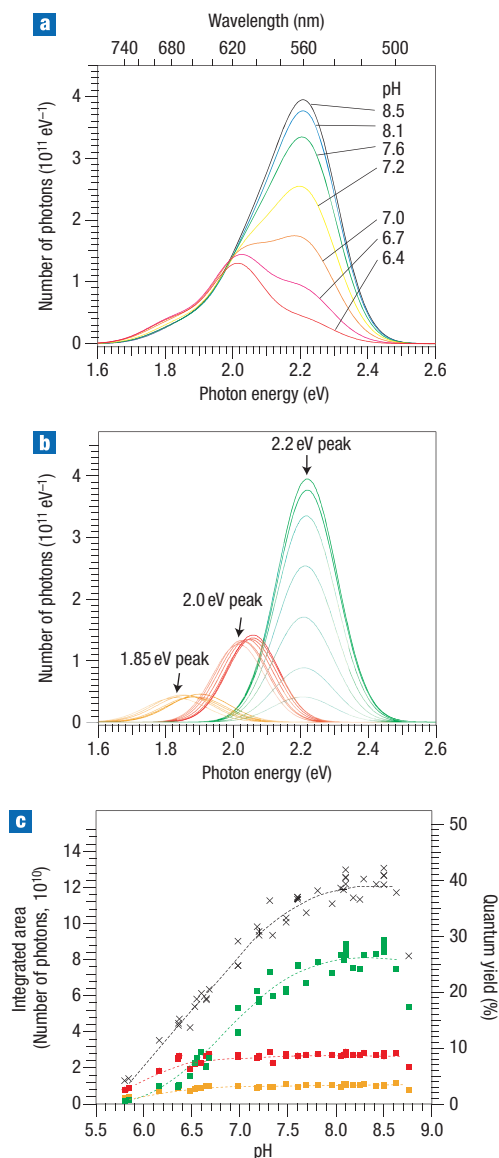 a
Wavelength (nm)
740 680 620 560 500
Number of photons (10¹¹ eV⁻¹)
4
3
2
1
0
pH
8.5
8.1
7.6
7.2
7.0
6.7
6.4
1.6 1.8 2.0 2.2 2.4 2.6
Photon energy (eV)
b
Number of photons (10¹¹ eV⁻¹)
4
3
2
1
0
2.2 eV peak
2.0 eV peak
1.85 eV peak
1.6 1.8 2.0 2.2 2.4 2.6
Photon energy (eV)
c
Integrated area
(Number of photons, 10¹⁰)
14
12
10
8
6
4
2
0
50
40
30
20
10
0
Quantum yield (%)
5.5 6.0 6.5 7.0 7.5 8.0 8.5 9.0
pH